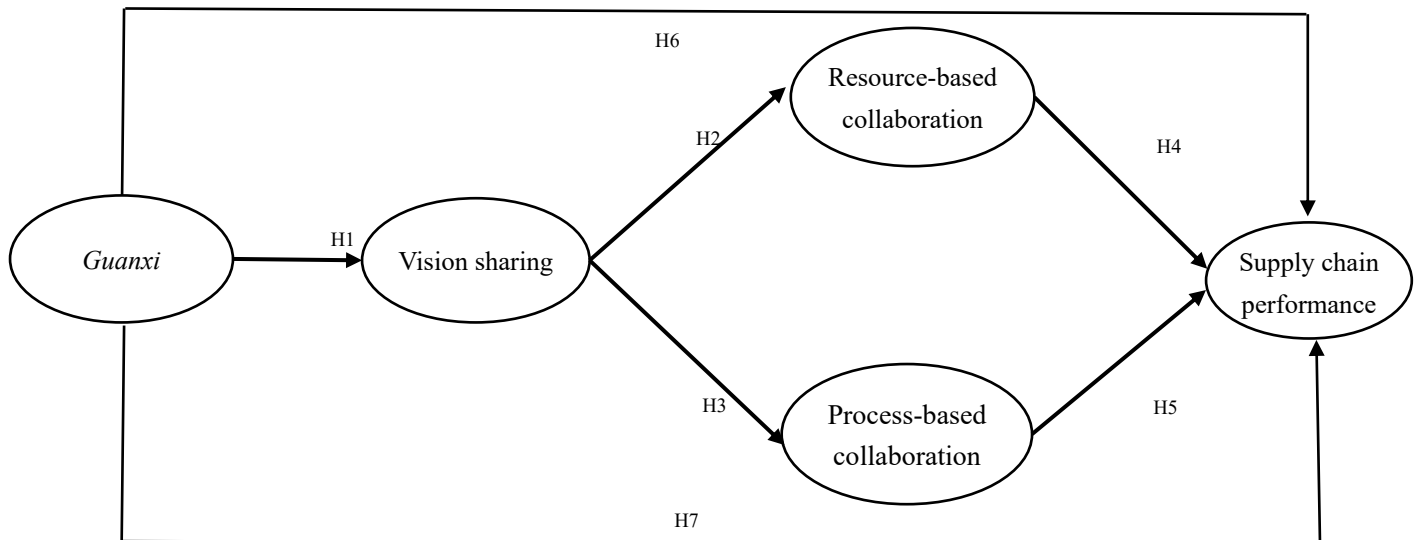 H6
Resource-based
collaboration
H2
H4
Guanxi
H1
Vision sharing
Supply chain
performance
H3
Process-based
collaboration
H5
H7